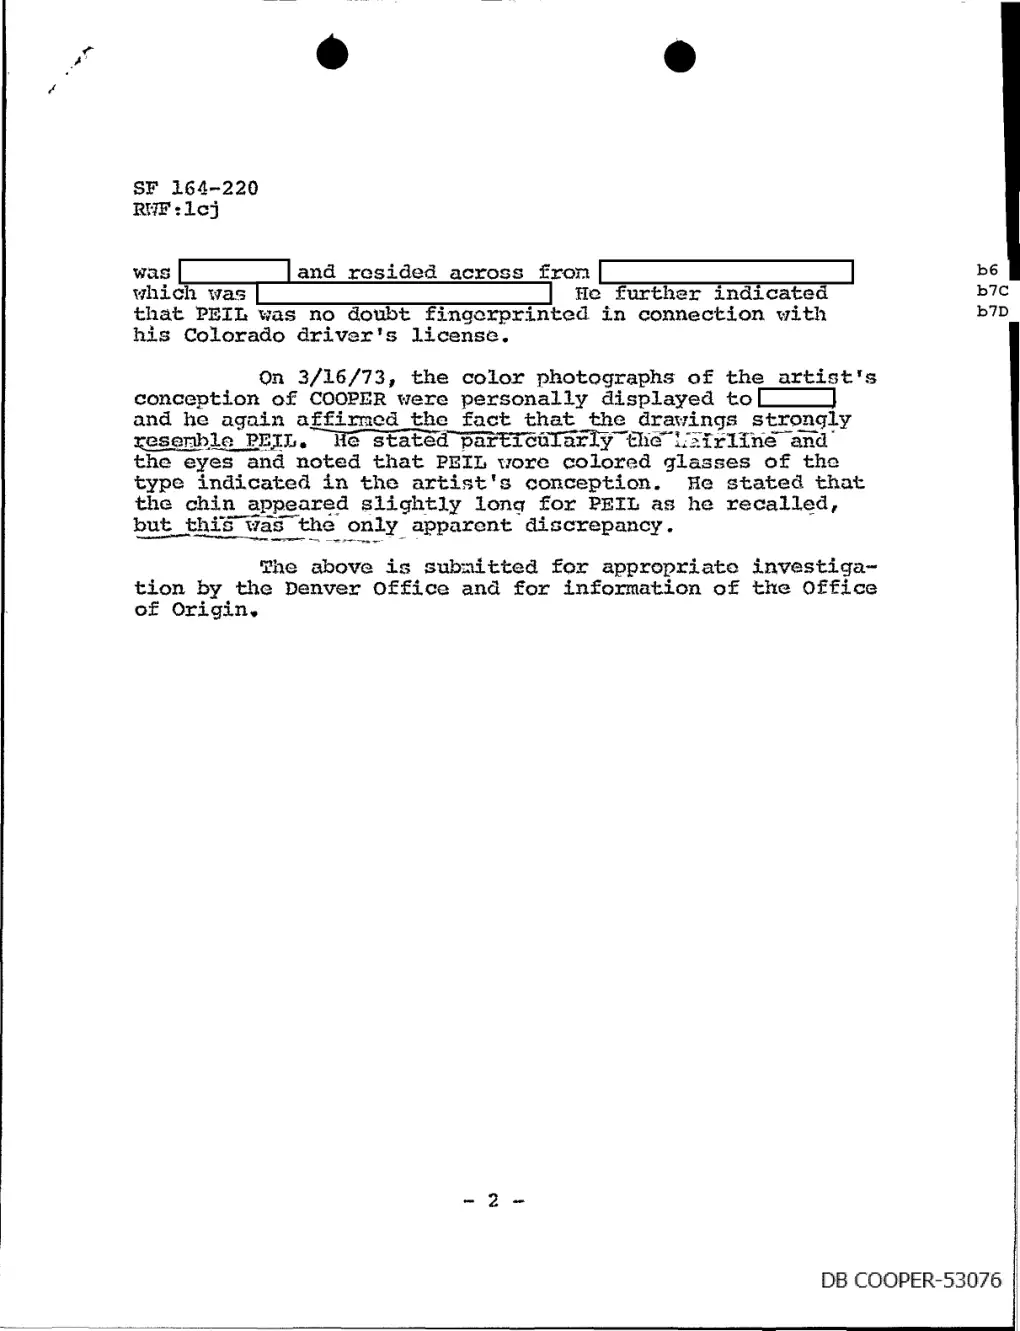 SF 164-220
RWF:lcj
was and resided across from b6
which was He further indicated b7C
that PEIL was no doubt fingerprinted in connection with b7D
his Colorado driver's license.
On 3/16/73, the color photographs of the artist's
conception of COOPER were personally displayed to
and he again affirmed the fact that the drawings strongly
resemble PEIL. He stated particularly the hairline and
the eyes and noted that PEIL wore colored glasses of the
type indicated in the artist's conception. He stated that
the chin appeared slightly long for PEIL as he recalled,
but this was the only apparent discrepancy.
The above is submitted for appropriate investiga-
tion by the Denver Office and for information of the Office
of Origin.
- 2 -
DB COOPER-53076